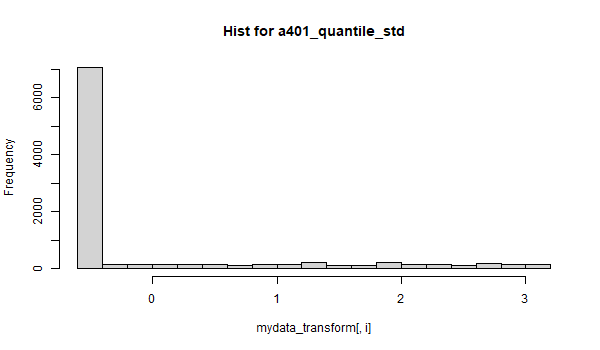 Hist for a401_quantile_std
Frequency
6000
4000
2000
0
0 1 2 3
mydata_transform[, i]